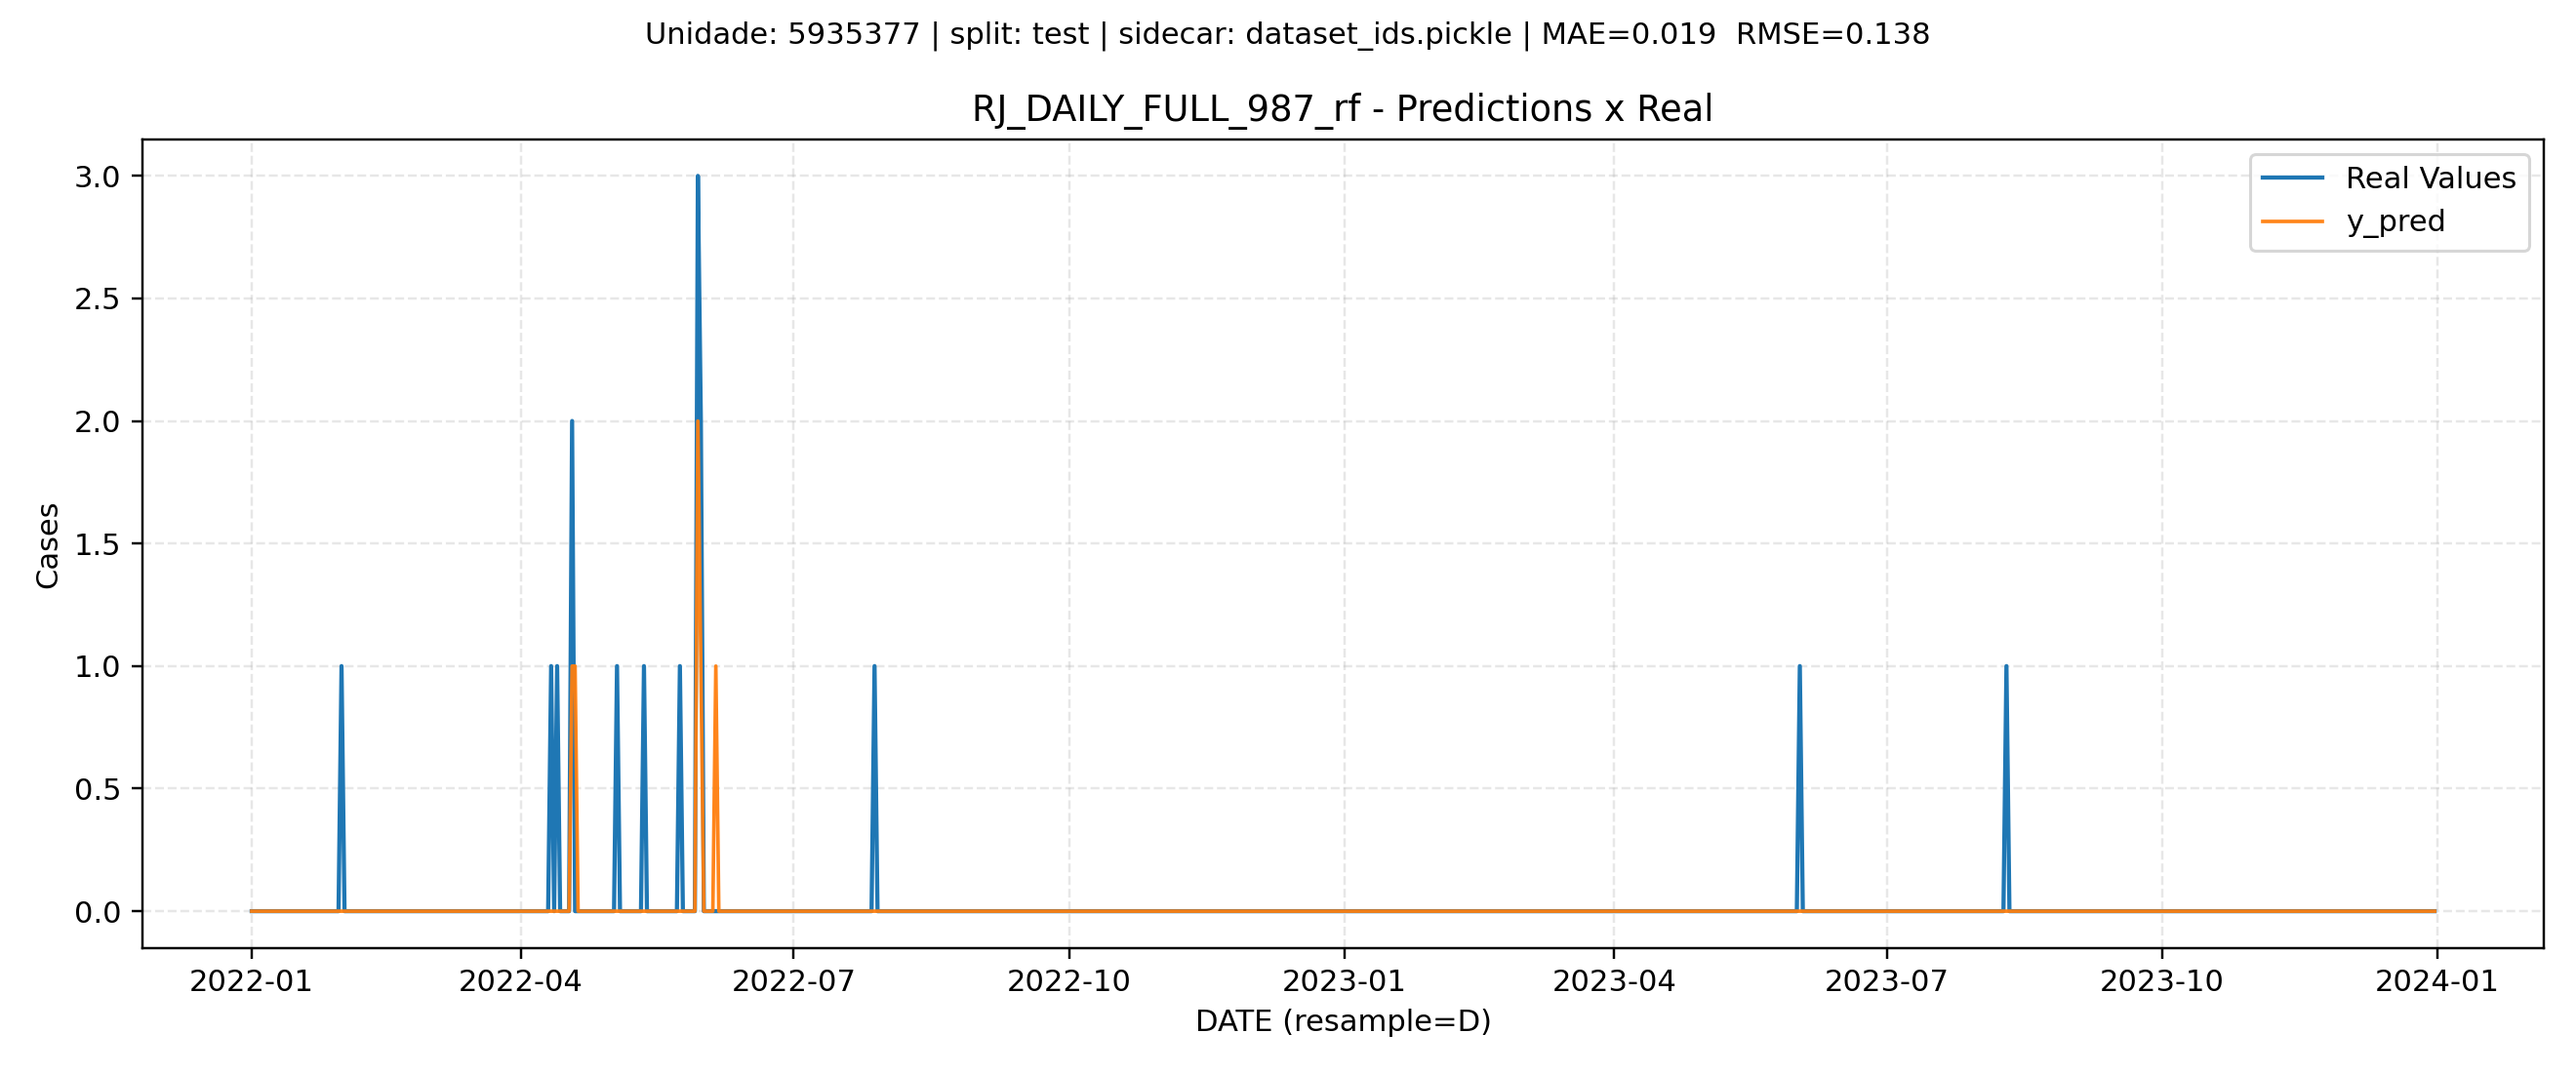 Unidade: 5935377 | split: test | sidecar: dataset_ids.pickle | MAE=0.019  RMSE=0.138
RJ_DAILY_FULL_987_rf - Predictions x Real
Real Values
y_pred
3.0
2.5
2.0
1.5
1.0
0.5
0.0
Cases
2022-01
2022-04
2022-07
2022-10
2023-01
2023-04
2023-07
2023-10
2024-01
DATE (resample=D)